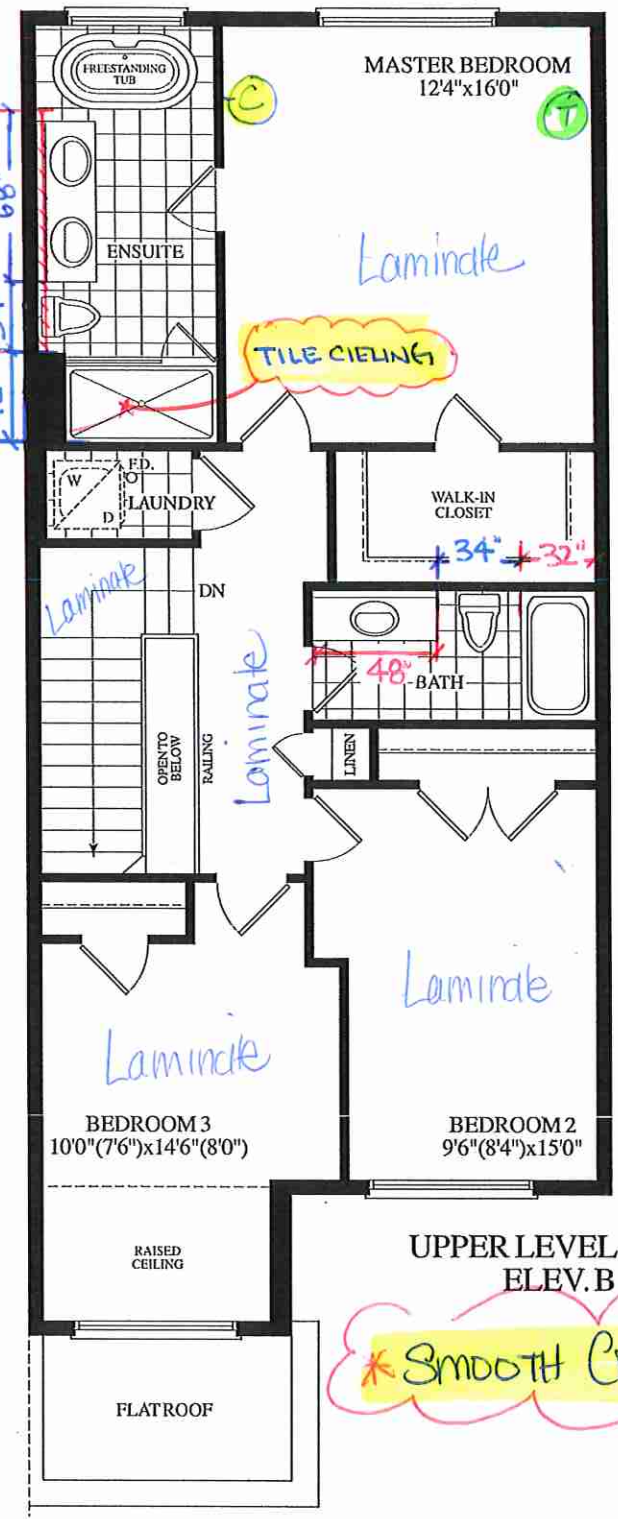 FREESTANDING
TUB
C
MASTER BEDROOM
12'4"x16'0"
T
68"
ENSUITE
Laminate
TILE CIELING
W
D
F.D.
LAUNDRY
WALK-IN
CLOSET
34"
32"
Laminate
DN
48"
BATH
OPEN TO
BELOW
RAILING
Laminate
LINEN
Laminate
Laminate
BEDROOM 3
10'0"(7'6")x14'6"(8'0")
BEDROOM 2
9'6"(8'4")x15'0"
RAISED
CEILING
UPPER LEVEL
ELEV. B
* SMOOTH
FLAT ROOF